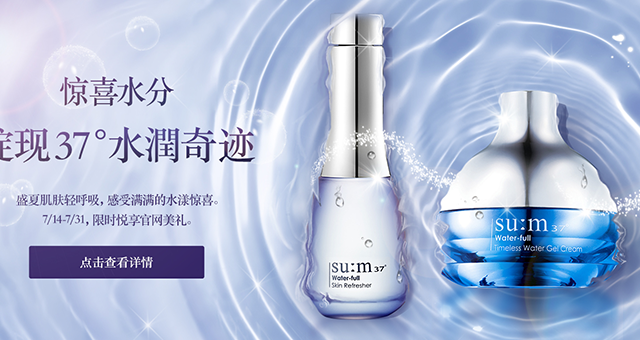 惊喜水分
绽现37°水潤奇迹
盛夏肌肤轻呼吸,感受满满的水漾惊喜。
7/14-7/31,限时悦享官网美礼。
点击查看详情
su:m37°
Water-full
Skin Refresher
su:m37°
Water-full
Timeless Water Gel Cream